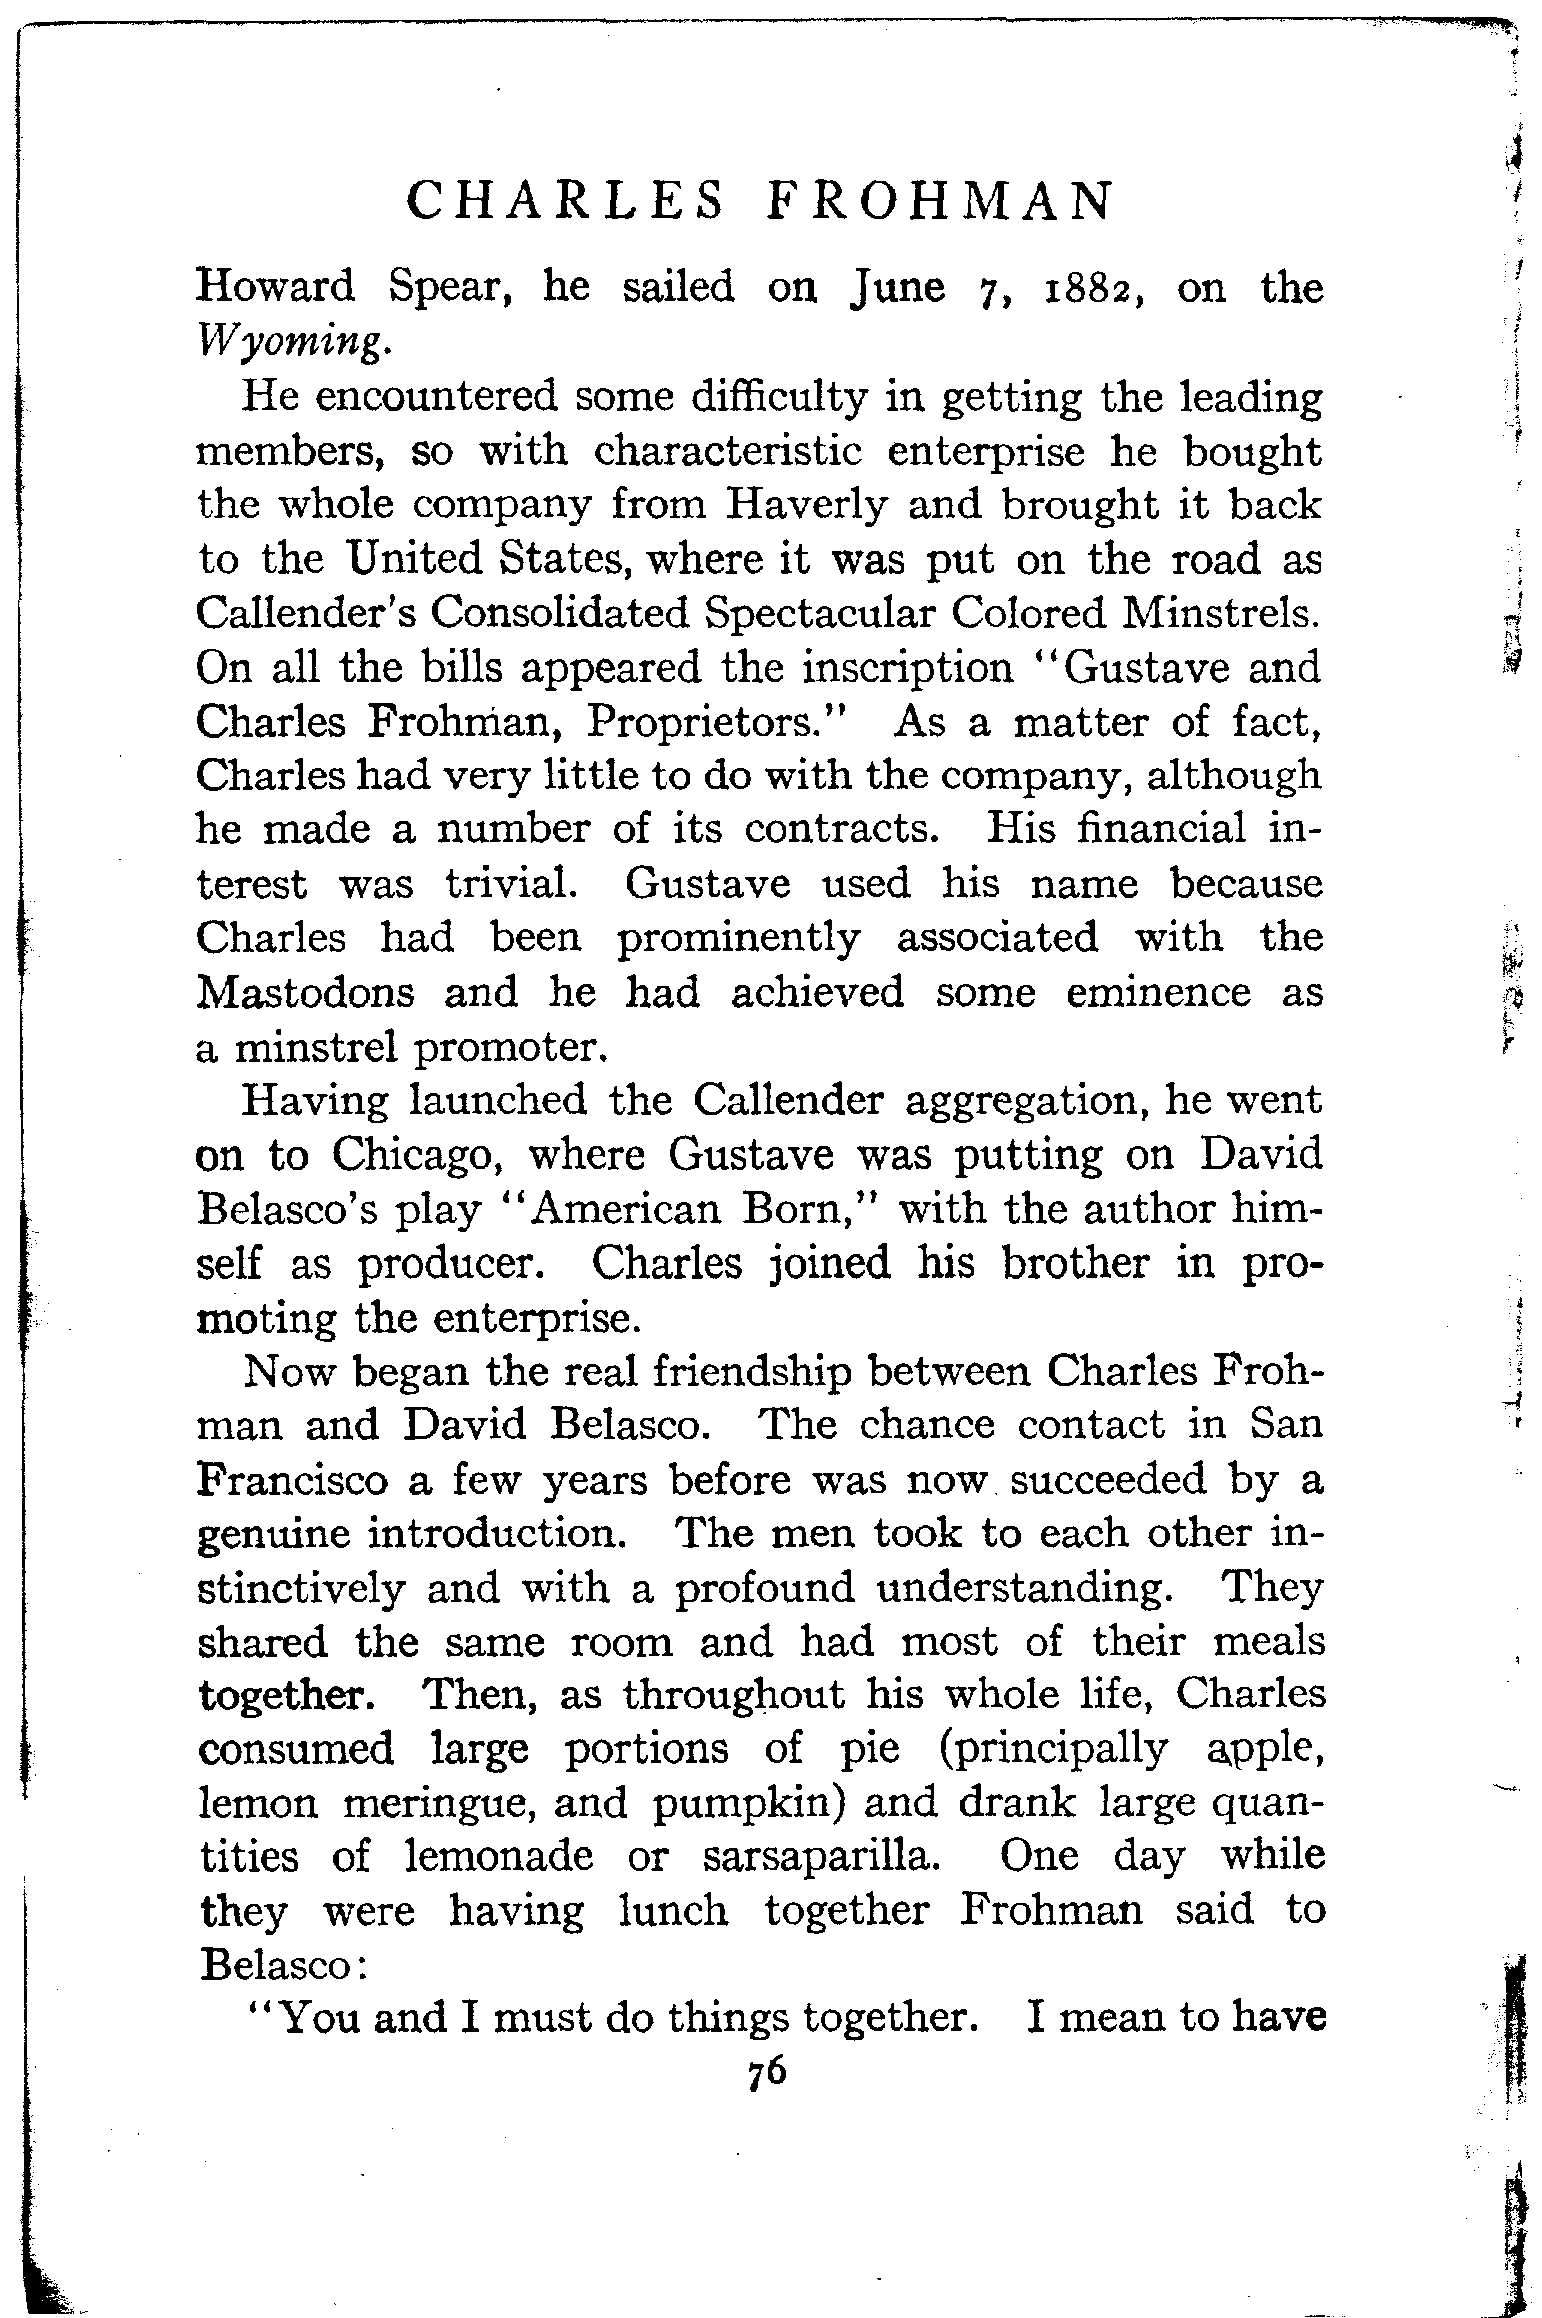 CHARLES FROHMAN
Howard Spear, he sailed on June 7, 1882, on the
Wyoming.
He encountered some difficulty in getting the leading
members, so with characteristic enterprise he bought
the whole company from Haverly and brought it back
to the United States, where it was put on the road as
Callender's Consolidated Spectacular Colored Minstrels.
On all the bills appeared the inscription "Gustave and
Charles Frohman, Proprietors." As a matter of fact,
Charles had very little to do with the company, although
he made a number of its contracts. His financial in-
terest was trivial. Gustave used his name because
Charles had been prominently associated with the
Mastodons and he had achieved some eminence as
a minstrel promoter.
Having launched the Callender aggregation, he went
on to Chicago, where Gustave was putting on David
Belasco's play "American Born," with the author him-
self as producer. Charles joined his brother in pro-
moting the enterprise.
Now began the real friendship between Charles Froh-
man and David Belasco. The chance contact in San
Francisco a few years before was now succeeded by a
genuine introduction. The men took to each other in-
stinctively and with a profound understanding. They
shared the same room and had most of their meals
together. Then, as throughout his whole life, Charles
consumed large portions of pie (principally apple,
lemon meringue, and pumpkin) and drank large quan-
tities of lemonade or sarsaparilla. One day while
they were having lunch together Frohman said to
Belasco:
"You and I must do things together. I mean to have
76